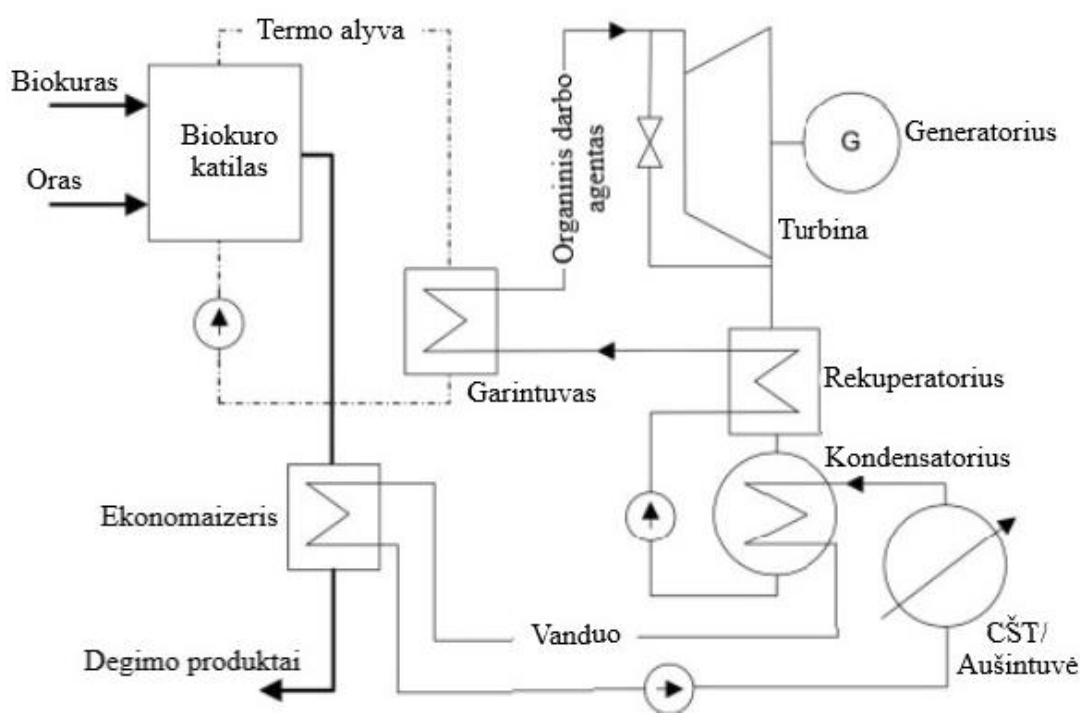 Termo alyva
Biokuras
Biokuro
katilas
Oras
Organinis darbo
agentas
G
Generatorius
Turbina
Garintuvas
Rekuperatorius
Kondensatorius
Ekonomaizeris
Vanduo
CŠT/
Aušintuvė
Degimo produktai